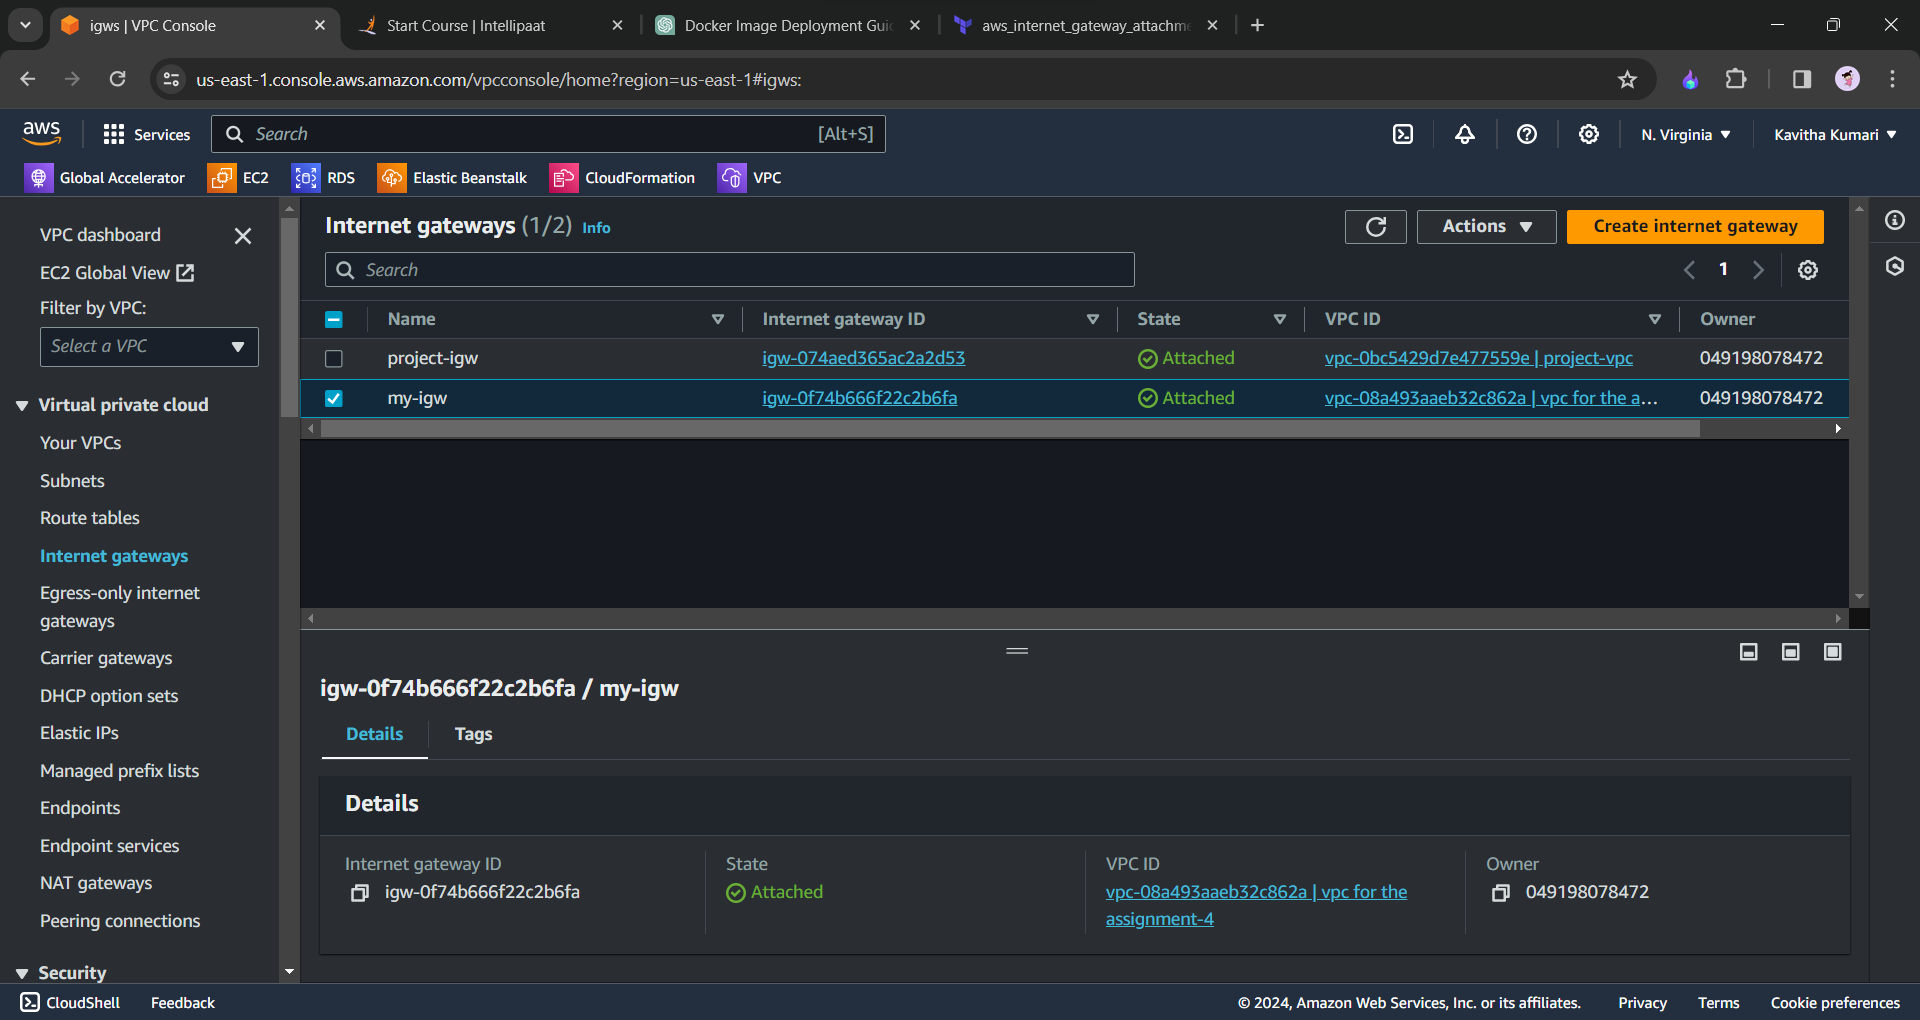 igws | VPC Console
Start Course | Intellipaat
Docker Image Deployment Gui
aws_internet_gateway_attachme
us-east-1.console.aws.amazon.com/vpcconsole/home?region=us-east-1#igws:
aws
Services
Search
[Alt+S]
N. Virginia
Kavitha Kumari
Global Accelerator
EC2
RDS
Elastic Beanstalk
CloudFormation
VPC
VPC dashboard
EC2 Global View
Filter by VPC:
Select a VPC
Virtual private cloud
Your VPCs
Subnets
Route tables
Internet gateways
Egress-only internet
gateways
Carrier gateways
DHCP option sets
Elastic IPs
Managed prefix lists
Endpoints
Endpoint services
NAT gateways
Peering connections
Security
Internet gateways (1/2) Info
Actions
Create internet gateway
Search
1
Name Internet gateway ID State VPC ID Owner
project-igw igw-074aed365ac2a2d53 Attached vpc-0bc5429d7e477559e | project-vpc 049198078472
my-igw igw-0f74b666f22c2b6fa Attached vpc-08a493aaeb32c862a | vpc for the a... 049198078472
igw-0f74b666f22c2b6fa / my-igw
Details
Tags
Details
Internet gateway ID
igw-0f74b666f22c2b6fa
State
Attached
VPC ID
vpc-08a493aaeb32c862a | vpc for the
assignment-4
Owner
049198078472
CloudShell
Feedback
© 2024, Amazon Web Services, Inc. or its affiliates.
Privacy
Terms
Cookie preferences